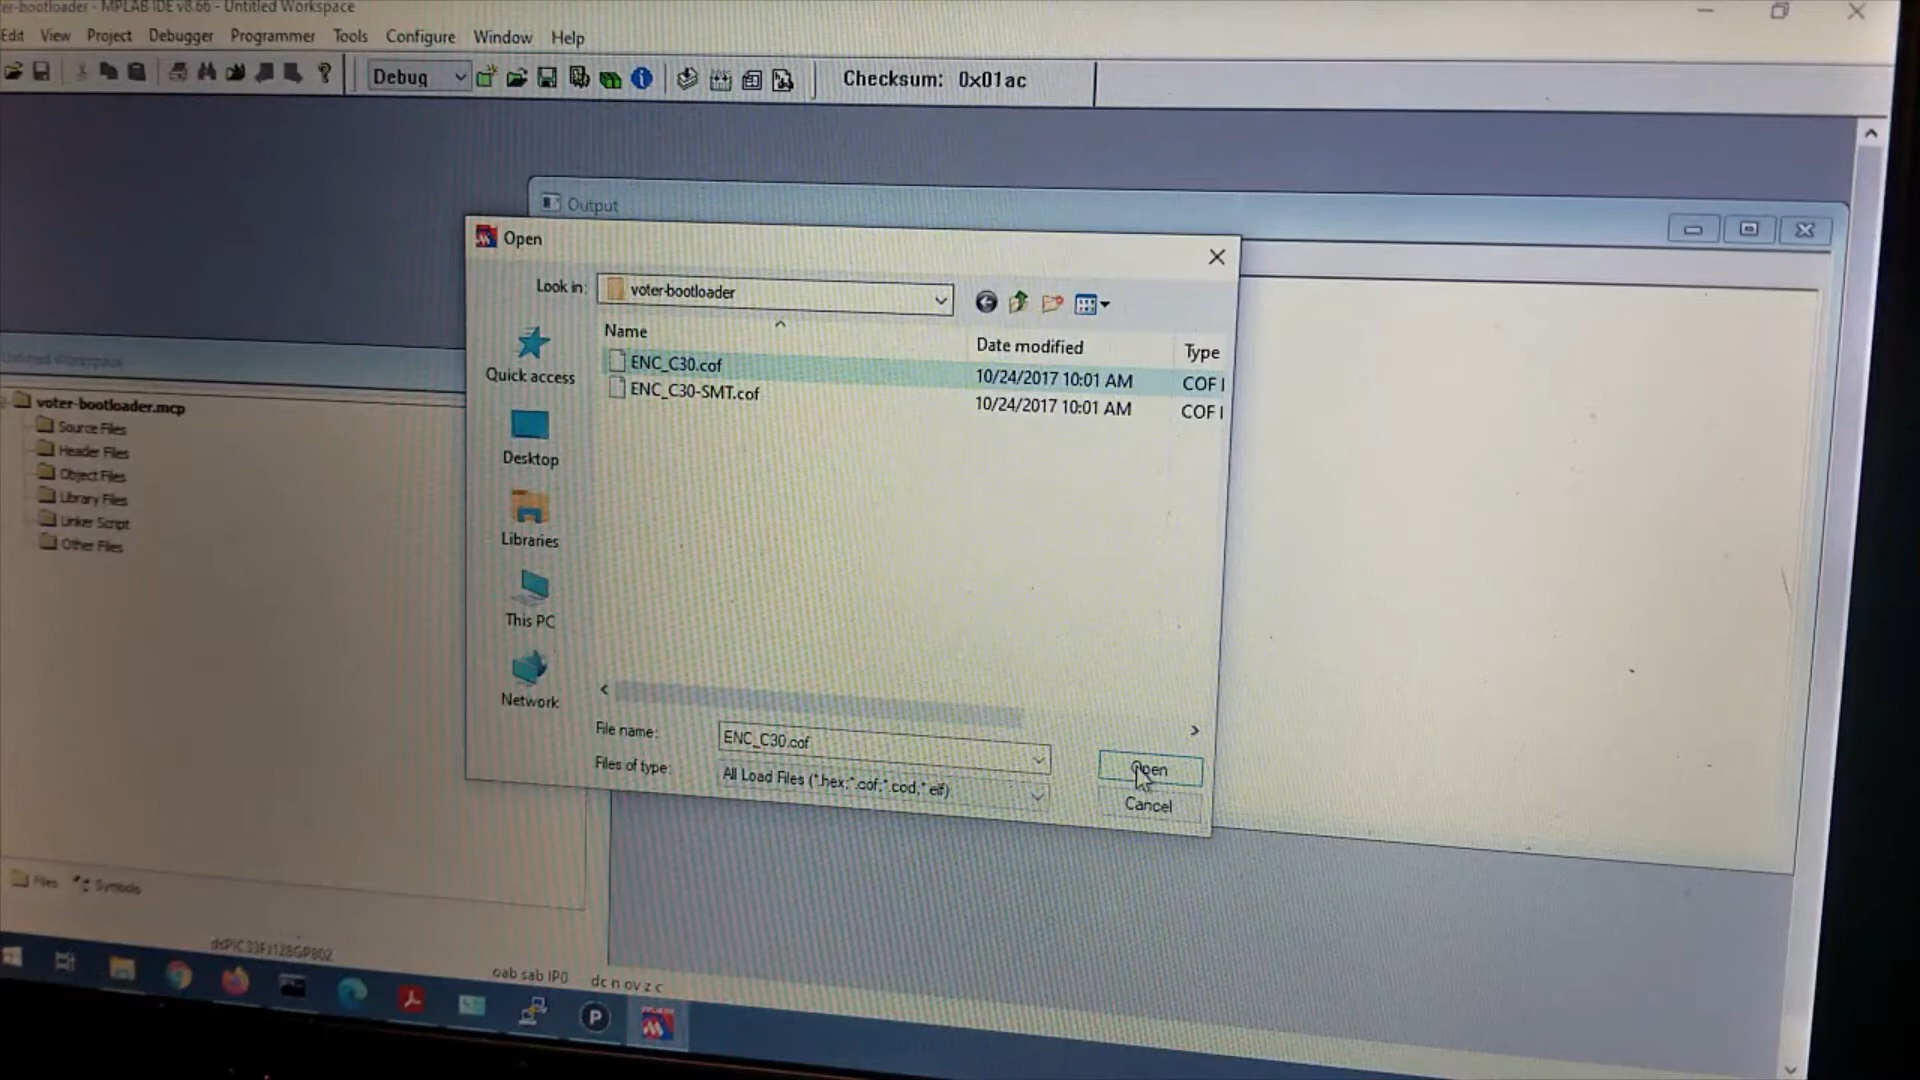 er-bootloader - MPLAB IDE v8.66 - Untitled Workspace
Edit View Project Debugger Programmer Tools Configure Window Help
Debug Checksum: 0x01ac
Output
Open
Look in: voter-bootloader
Name Date modified Type
ENC_C30.cof 10/24/2017 10:01 AM COF
ENC_C30-SMT.cof 10/24/2017 10:01 AM COF
Quick access
Desktop
Libraries
This PC
Network
File name: ENC_C30.cof
Files of type: All Load Files (*.hex;*.cof;*.cod;*.elf)
Open
Cancel
Untitled Workspace
voter-bootloader.mcp
Source Files
Header Files
Object Files
Library Files
Linker Script
Other Files
Files Symbols
dsPIC33FJ128GP802
oab sab IP0 dc n ov z c